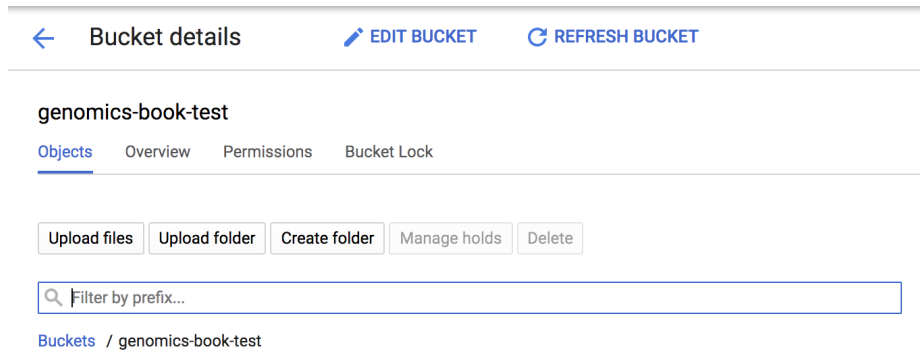 Bucket details EDIT BUCKET REFRESH BUCKET
genomics-book-test
Objects Overview Permissions Bucket Lock
Upload files Upload folder Create folder Manage holds Delete
Filter by prefix...
Buckets / genomics-book-test